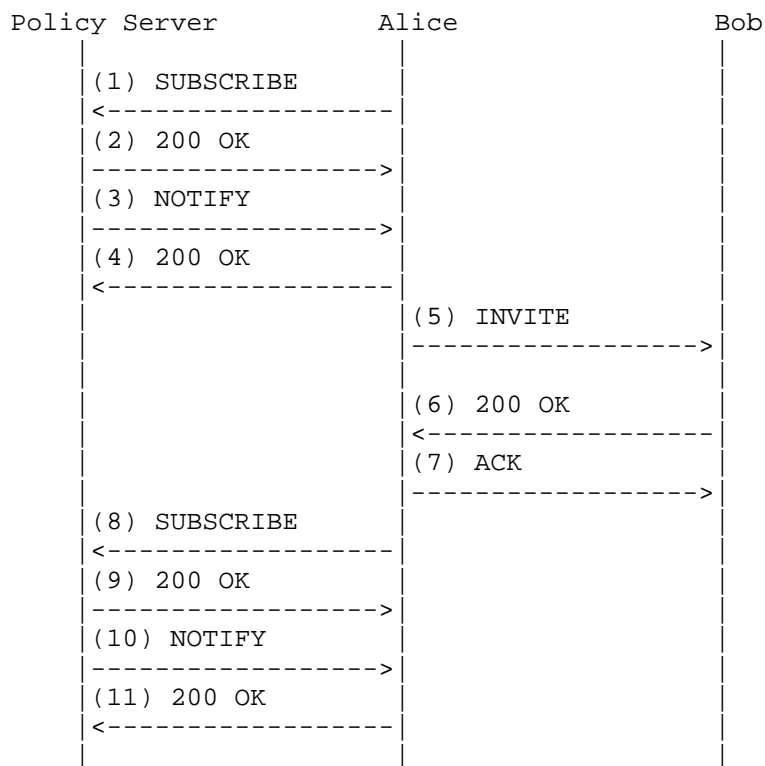 Policy Server Alice Bob
(1) SUBSCRIBE
(2) 200 OK
(3) NOTIFY
(4) 200 OK
(5) INVITE
(6) 200 OK
(7) ACK
(8) SUBSCRIBE
(9) 200 OK
(10) NOTIFY
(11) 200 OK